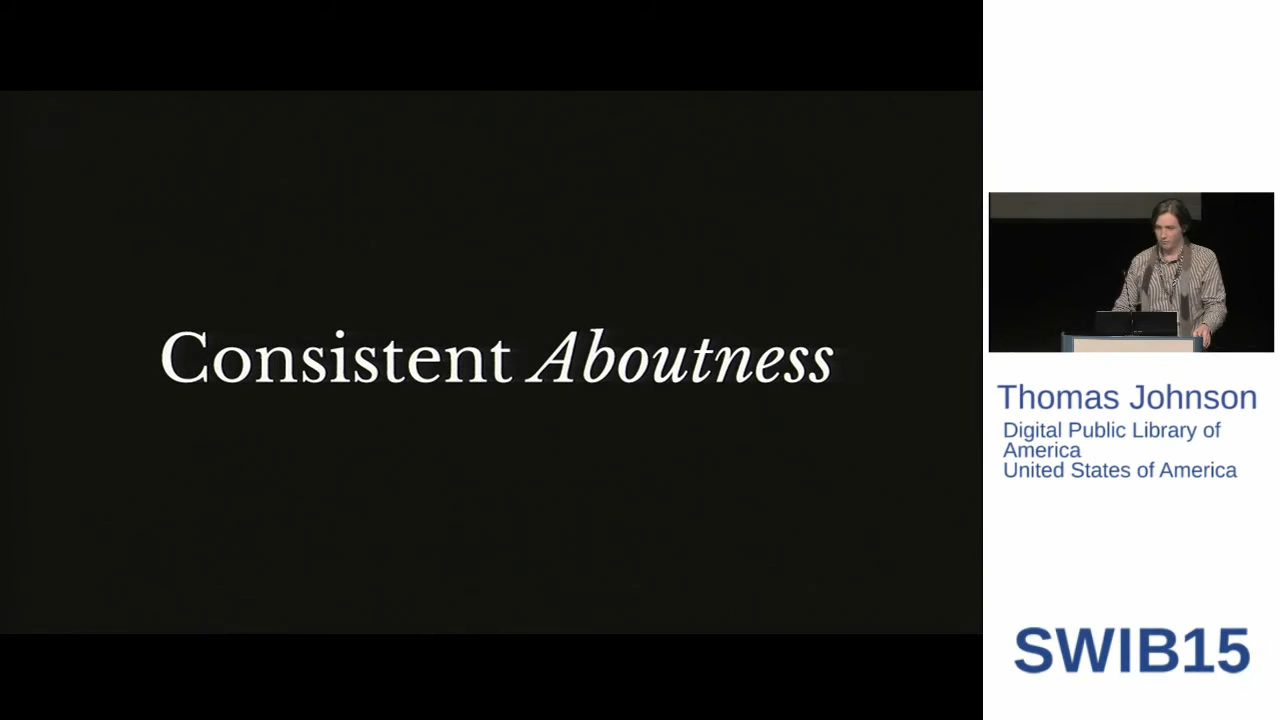 Consistent Aboutness
Thomas Johnson
Digital Public Library of
America
United States of America
SWIB15